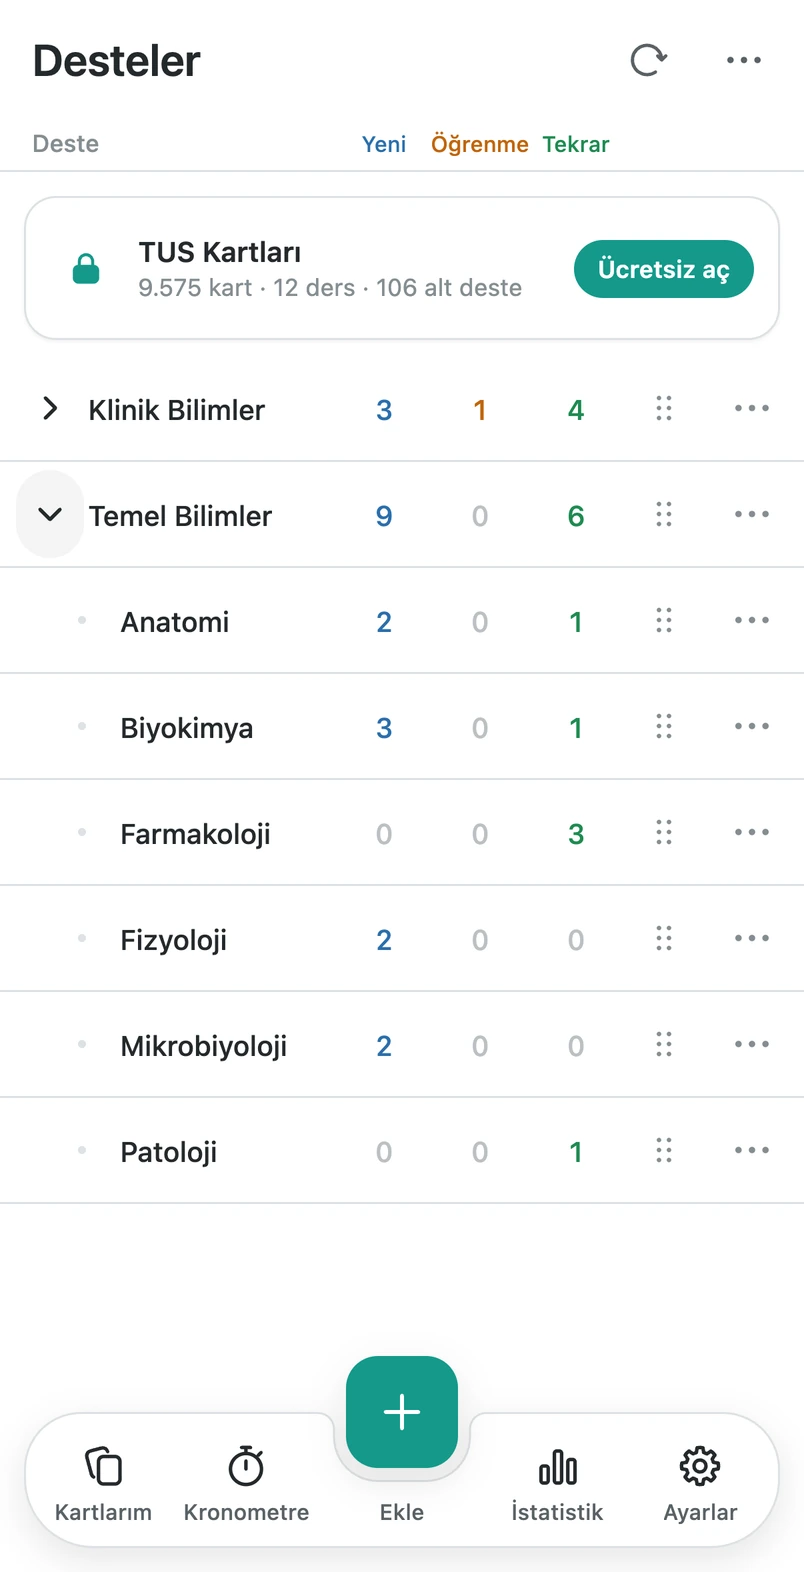 Desteler
Deste Yeni Öğrenme Tekrar
TUS Kartları
9.575 kart · 12 ders · 106 alt deste
Ücretsiz aç
Klinik Bilimler 3 1 4
Temel Bilimler 9 0 6
Anatomi 2 0 1
Biyokimya 3 0 1
Farmakoloji 0 0 3
Fizyoloji 2 0 0
Mikrobiyoloji 2 0 0
Patoloji 0 0 1
Kartlarım Kronometre Ekle İstatistik Ayarlar